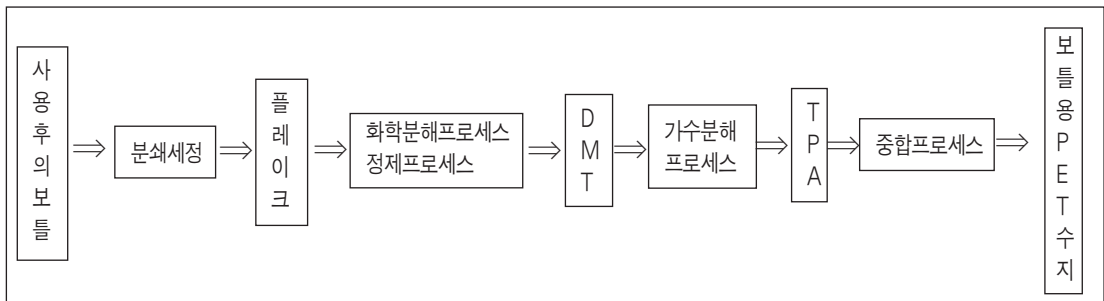 사용후의보틀
분쇄세정
플레이크
화학분해프로세스
정제프로세스
DMT
가수분해
프로세스
TPA
중합프로세스
보틀용PET수지